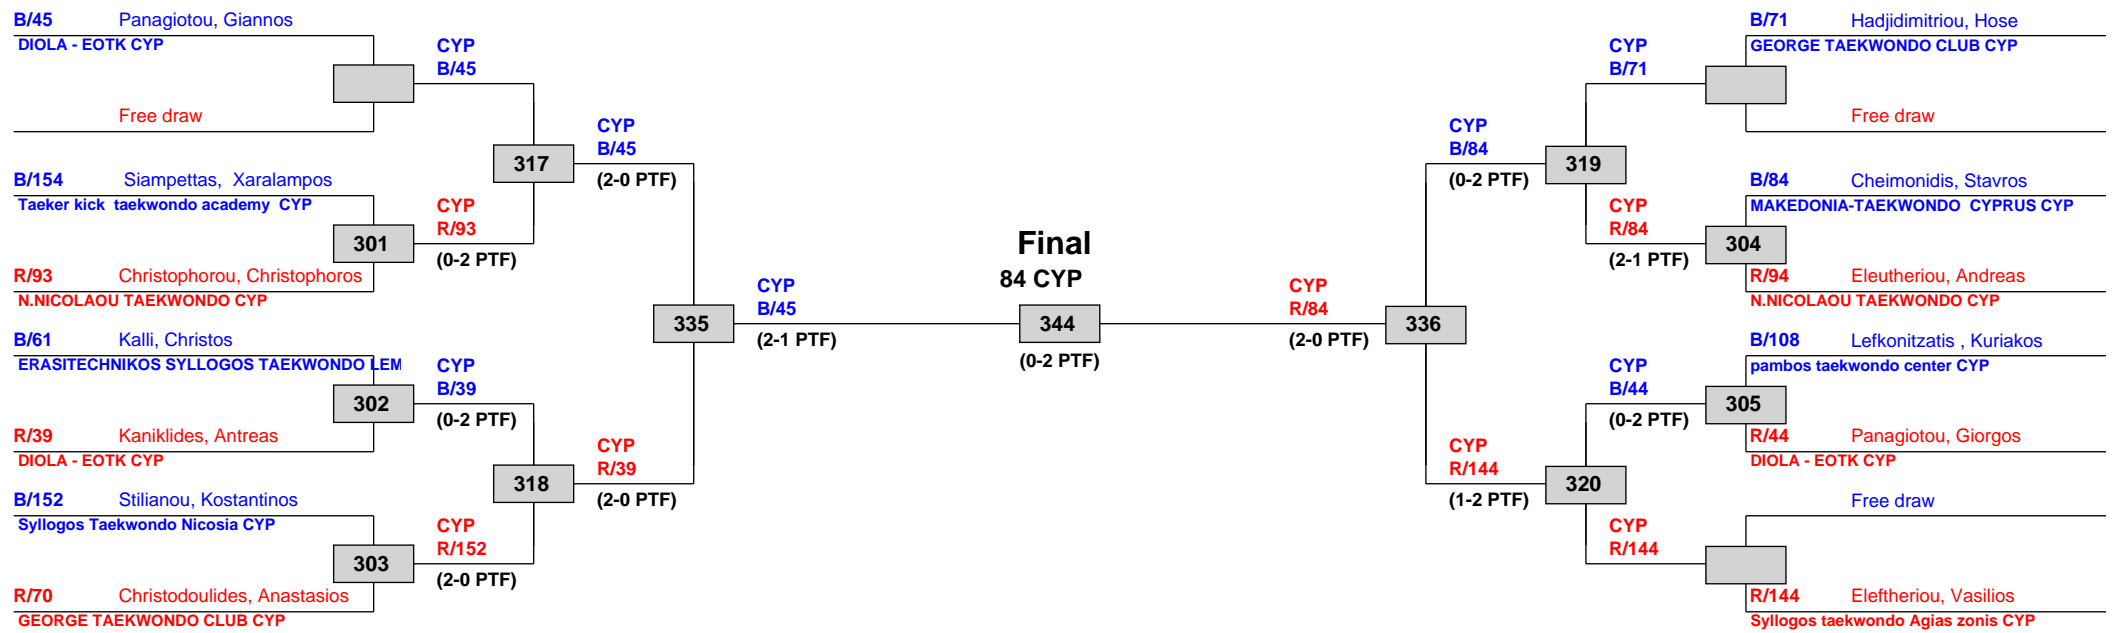 B/45 Panagiotou, Giannos
DIOLA - EOTK CYP
Free draw
B/154 Siampettas, Xaralampos
Taeker kick taekwondo academy CYP
R/93 Christophorou, Christophoros
N.NICOLAOU TAEKWONDO CYP
B/61 Kalli, Christos
ERASITECHNIKOS SYLLOGOS TAEKWONDO LEM
R/39 Kaniklides, Antreas
DIOLA - EOTK CYP
B/152 Stilianou, Kostantinos
Syllogos Taekwondo Nicosia CYP
R/70 Christodoulides, Anastasios
GEORGE TAEKWONDO CLUB CYP
301
302
303
CYP
B/45
CYP
R/93
(0-2 PTF)
CYP
B/39
(0-2 PTF)
CYP
R/152
(2-0 PTF)
317
318
CYP
B/45
(2-0 PTF)
CYP
R/39
(2-0 PTF)
335
CYP
B/45
(2-1 PTF)
Final
84 CYP
344
(0-2 PTF)
CYP
R/84
(2-0 PTF)
336
CYP
B/84
(0-2 PTF)
CYP
R/144
(1-2 PTF)
319
320
CYP
B/71
CYP
R/84
(2-1 PTF)
CYP
B/44
(0-2 PTF)
CYP
R/144
304
305
B/71 Hadjidimitriou, Hose
GEORGE TAEKWONDO CLUB CYP
Free draw
B/84 Cheimonidis, Stavros
MAKEDONIA-TAEKWONDO CYPRUS CYP
R/94 Eleutheriou, Andreas
N.NICOLAOU TAEKWONDO CYP
B/108 Lefkonitzatis , Kuriakos
pambos taekwondo center CYP
R/44 Panagiotou, Giorgos
DIOLA - EOTK CYP
Free draw
R/144 Eleftheriou, Vasilios
Syllogos taekwondo Agias zonis CYP